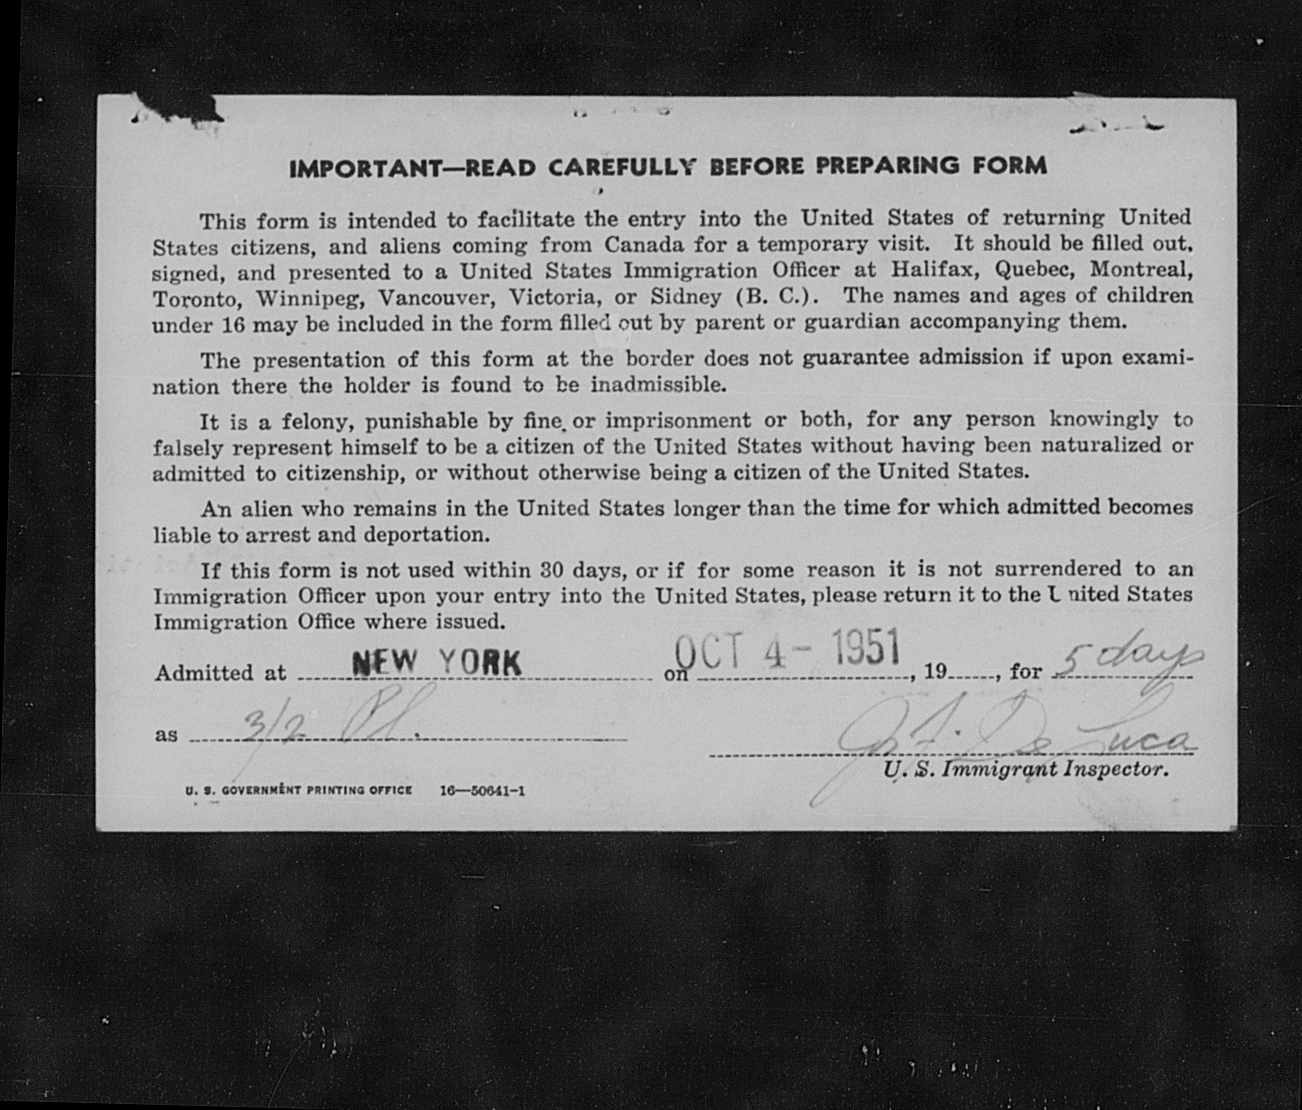 IMPORTANT—READ CAREFULLY BEFORE PREPARING FORM
This form is intended to facilitate the entry into the United States of returning United
States citizens, and aliens coming from Canada for a temporary visit. It should be filled out,
signed, and presented to a United States Immigration Officer at Halifax, Quebec, Montreal,
Toronto, Winnipeg, Vancouver, Victoria, or Sidney (B. C.). The names and ages of children
under 16 may be included in the form filled out by parent or guardian accompanying them.
The presentation of this form at the border does not guarantee admission if upon exami-
nation there the holder is found to be inadmissible.
It is a felony, punishable by fine or imprisonment or both, for any person knowingly to
falsely represent himself to be a citizen of the United States without having been naturalized or
admitted to citizenship, or without otherwise being a citizen of the United States.
An alien who remains in the United States longer than the time for which admitted becomes
liable to arrest and deportation.
If this form is not used within 30 days, or if for some reason it is not surrendered to an
Immigration Officer upon your entry into the United States, please return it to the United States
Immigration Office where issued.
Admitted at NEW YORK on OCT 4- 1951, 19......, for 5 days
as 3/2
De Luca
U. S. Immigrant Inspector.
U. S. GOVERNMENT PRINTING OFFICE 16—50641-1